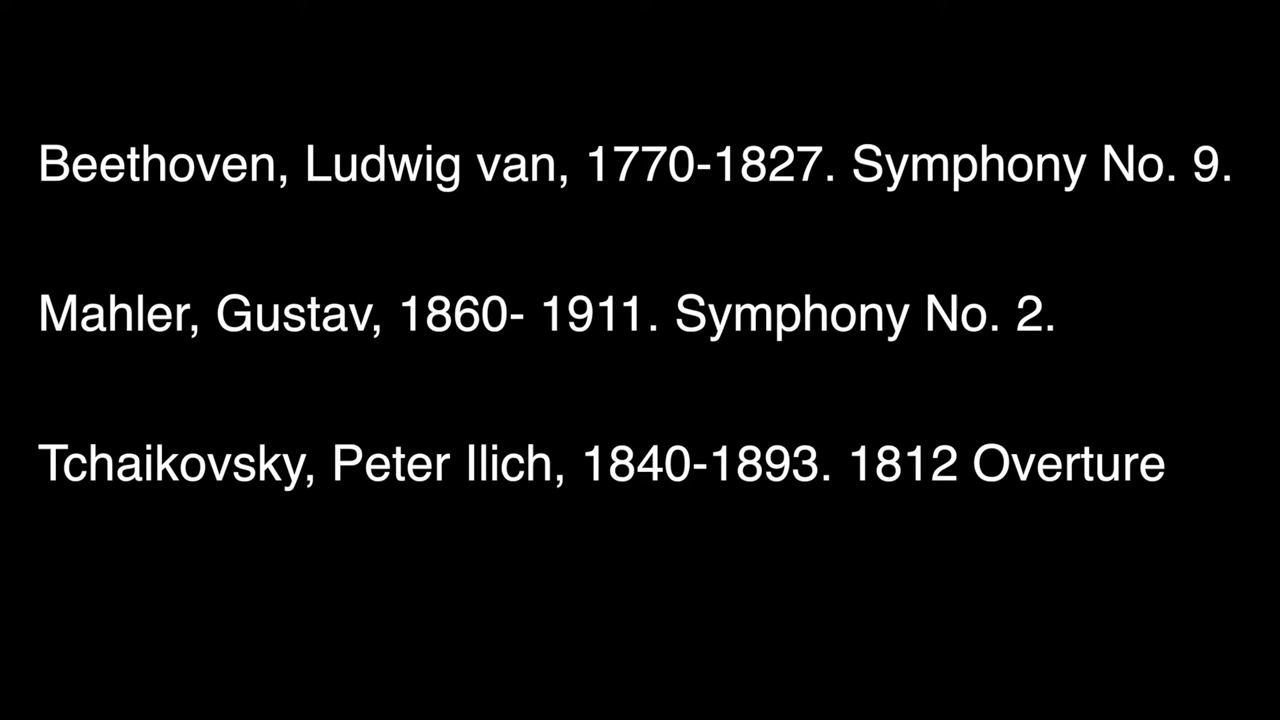 Beethoven, Ludwig van, 1770-1827. Symphony No. 9.
Mahler, Gustav, 1860- 1911. Symphony No. 2.
Tchaikovsky, Peter Ilich, 1840-1893. 1812 Overture